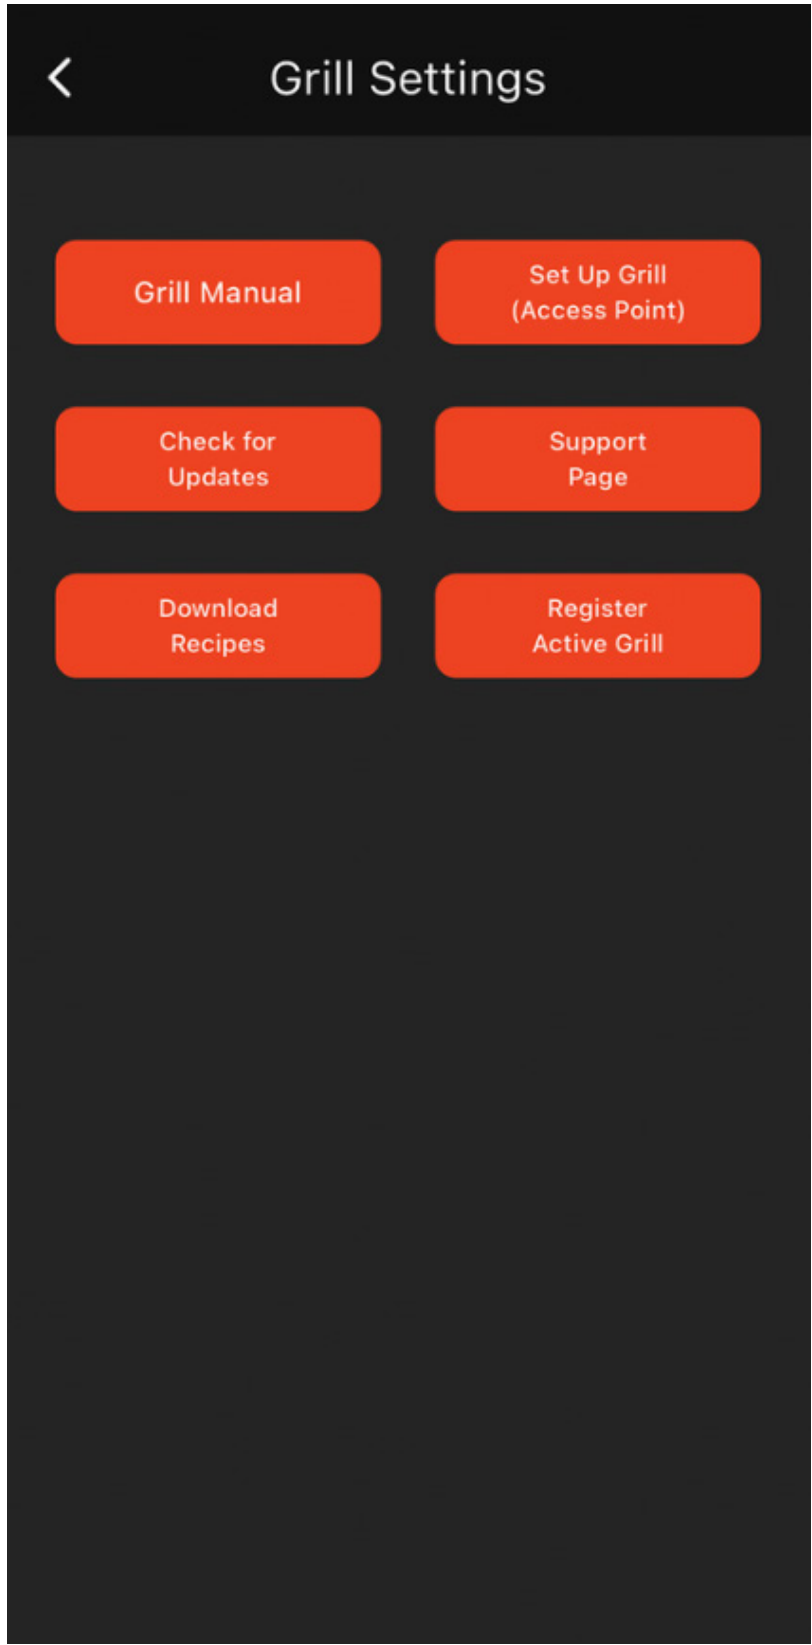 Grill Settings
Grill Manual
Set Up Grill
(Access Point)
Check for
Updates
Support
Page
Download
Recipes
Register
Active Grill